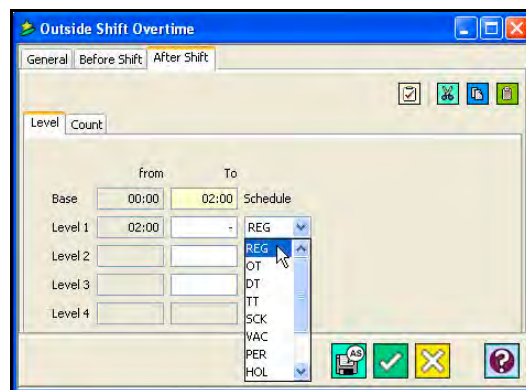 Outside Shift Overtime
General Before Shift After Shift
Level Count
from To
Base 00:00 02:00 Schedule
Level 1 02:00 - REG
Level 2
Level 3
Level 4
REG
OT
DT
TT
SCK
VAC
PER
HOL
AS
?